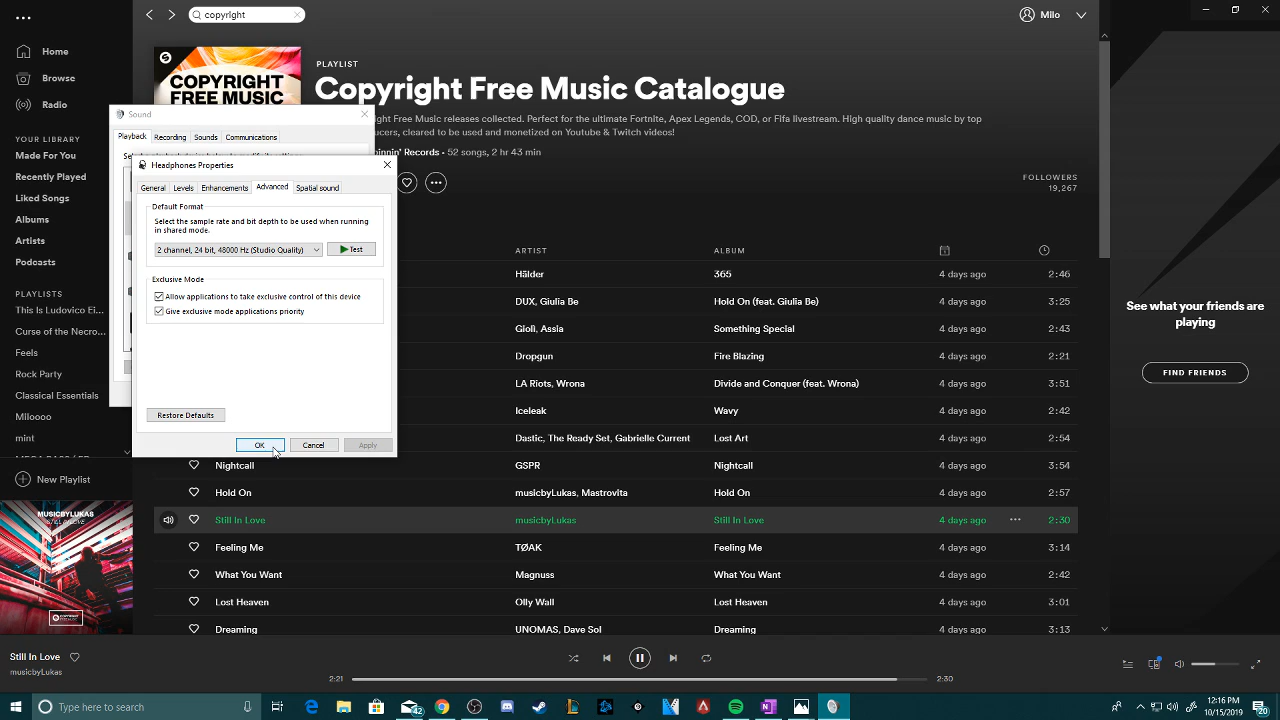 copyright
Milo
Home
Browse
Radio
YOUR LIBRARY
Made For You
Recently Played
Liked Songs
Albums
Artists
Podcasts
PLAYLISTS
This Is Ludovico Ei...
Curse of the Necro...
Feels
Rock Party
Classical Essentials
Miloooo
mint
New Playlist
COPYRIGHT
FREE MUSIC
PLAYLIST
Copyright Free Music Catalogue
ght Free Music releases collected. Perfect for the ultimate Fortnite, Apex Legends, COD, or Fifa livestream. High quality dance music by top
ucers, cleared to be used and monetized on Youtube & Twitch videos!
pinnin' Records • 52 songs, 2 hr 43 min
FOLLOWERS
19,267
Sound
Playback Recording Sounds Communications
Headphones Properties
General Levels Enhancements Advanced Spatial sound
Default Format
Select the sample rate and bit depth to be used when running
in shared mode.
2 channel, 24 bit, 48000 Hz (Studio Quality) Test
Exclusive Mode
Allow applications to take exclusive control of this device
Give exclusive mode applications priority
Restore Defaults
OK Cancel Apply
ARTIST ALBUM
Hälder 365 4 days ago 2:46
DUX, Giulia Be Hold On (feat. Giulia Be) 4 days ago 3:25
Gioli, Assia Something Special 4 days ago 2:43
Dropgun Fire Blazing 4 days ago 2:21
LA Riots, Wrona Divide and Conquer (feat. Wrona) 4 days ago 3:51
Iceleak Wavy 4 days ago 2:42
Dastic, The Ready Set, Gabrielle Current Lost Art 4 days ago 2:54
Nightcall GSPR Nightcall 4 days ago 3:54
Hold On musicbyLukas, Mastrovita Hold On 4 days ago 2:57
Still In Love musicbyLukas Still In Love 4 days ago 2:30
Feeling Me TØAK Feeling Me 4 days ago 3:14
What You Want Magnuss What You Want 4 days ago 2:42
Lost Heaven Olly Wall Lost Heaven 4 days ago 3:01
Dreaming UNOMAS, Dave Sol Dreaming 4 days ago 3:13
See what your friends are
playing
FIND FRIENDS
MUSICBYLUKAS
STILL IN LOVE
COPYRIGHT
FREE MUSIC
Still In Love
musicbyLukas
2:21 2:30
Type here to search
42
12:16 PM
10/15/2019
20